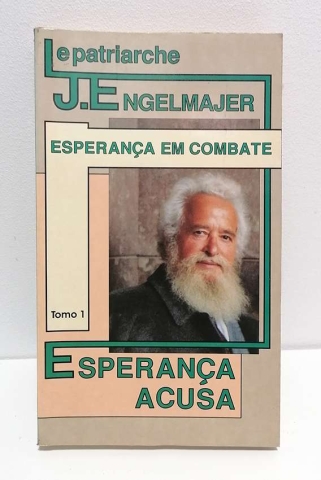 Le patriarche
J. ENGELMAJER
ESPERANÇA EM COMBATE
Tomo 1
ESPERANÇA
ACUSA